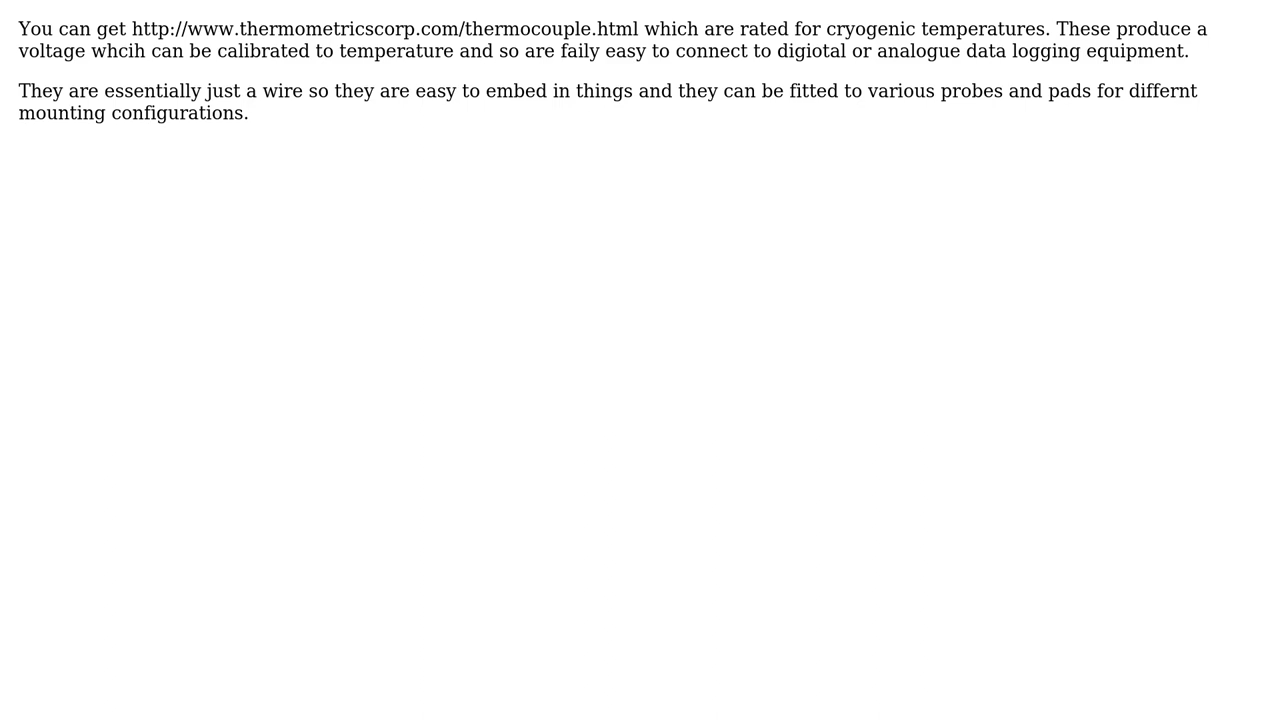 You can get http://www.thermometricscorp.com/thermocouple.html which are rated for cryogenic temperatures. These produce a
voltage whcih can be calibrated to temperature and so are faily easy to connect to digiotal or analogue data logging equipment.
They are essentially just a wire so they are easy to embed in things and they can be fitted to various probes and pads for differnt
mounting configurations.